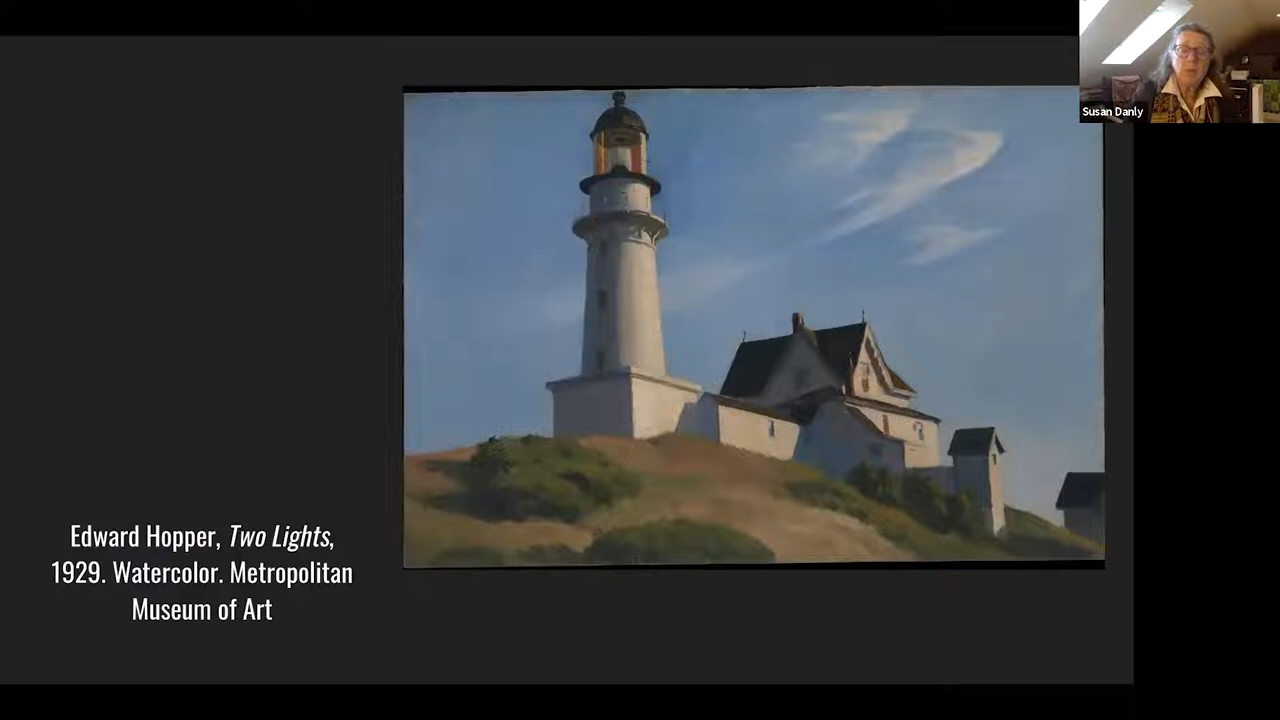 Susan Danly
Edward Hopper, Two Lights,
1929. Watercolor. Metropolitan
Museum of Art